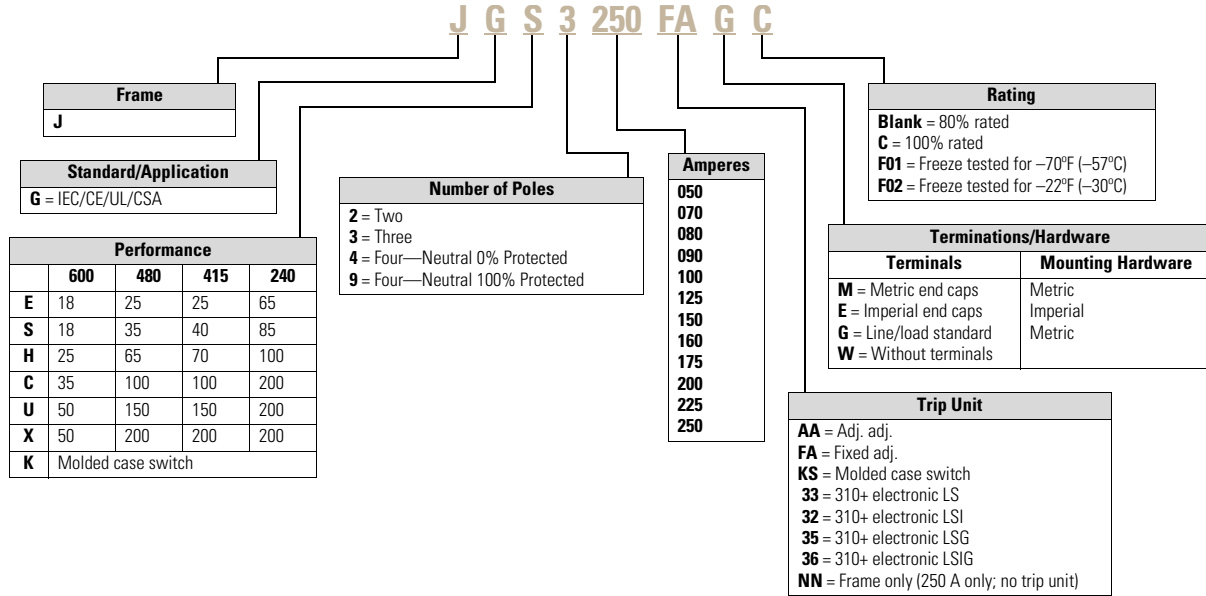 J G S 3 250 FA G C
Frame
J
Standard/Application
G = IEC/CE/UL/CSA
Performance
600 480 415 240
E 18 25 25 65
S 18 35 40 85
H 25 65 70 100
C 35 100 100 200
U 50 150 150 200
X 50 200 200 200
K Molded case switch
Number of Poles
2 = Two
3 = Three
4 = Four—Neutral 0% Protected
9 = Four—Neutral 100% Protected
Amperes
050
070
080
090
100
125
150
160
175
200
225
250
Rating
Blank = 80% rated
C = 100% rated
F01 = Freeze tested for –70ºF (–57ºC)
F02 = Freeze tested for –22ºF (–30ºC)
Terminations/Hardware
Terminals Mounting Hardware
M = Metric end caps Metric
E = Imperial end caps Imperial
G = Line/load standard Metric
W = Without terminals
Trip Unit
AA = Adj. adj.
FA = Fixed adj.
KS = Molded case switch
33 = 310+ electronic LS
32 = 310+ electronic LSI
35 = 310+ electronic LSG
36 = 310+ electronic LSIG
NN = Frame only (250 A only; no trip unit)